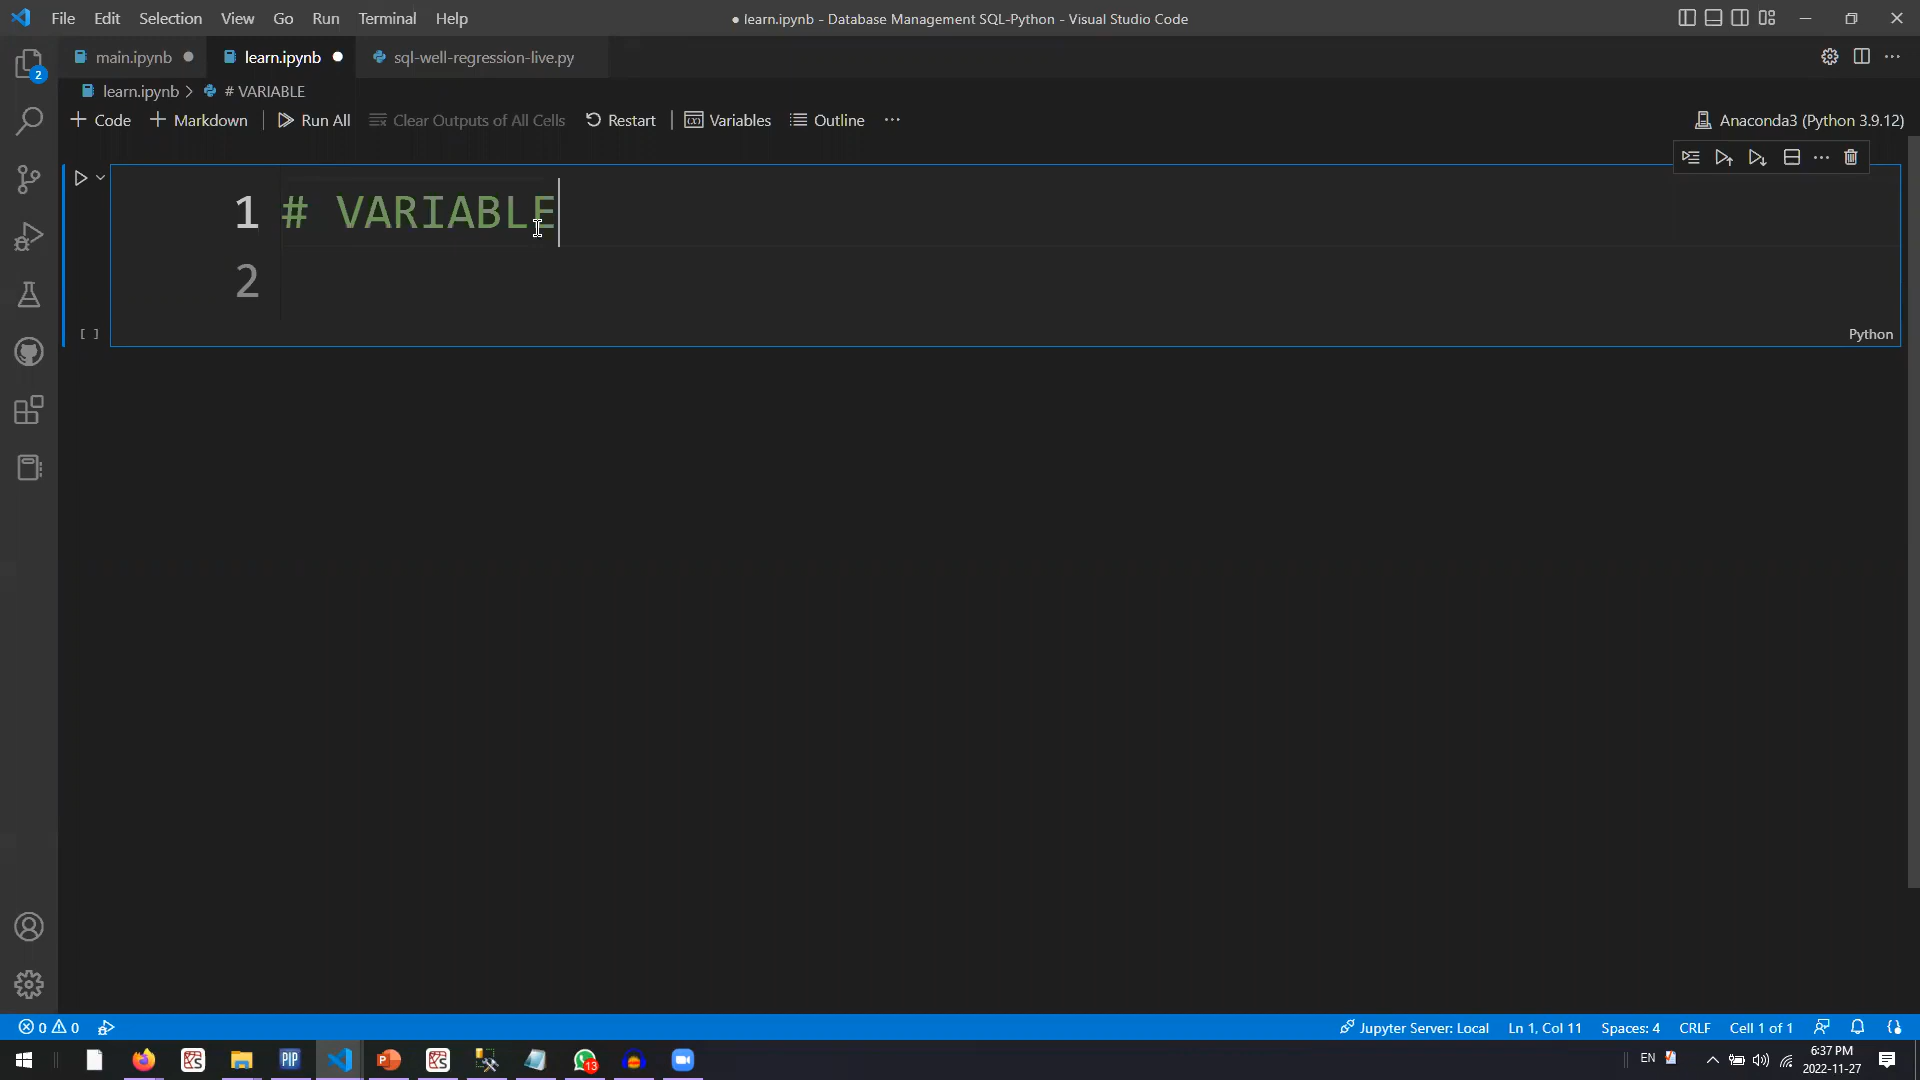 File Edit Selection View Go Run Terminal Help
● learn.ipynb - Database Management SQL-Python - Visual Studio Code
main.ipynb
learn.ipynb
sql-well-regression-live.py
learn.ipynb > # VARIABLE
+ Code + Markdown Run All Clear Outputs of All Cells Restart Variables Outline ...
Anaconda3 (Python 3.9.12)
2
1 # VARIABLE
2
[ ]
Python
0 0
Jupyter Server: Local Ln 1, Col 11 Spaces: 4 CRLF Cell 1 of 1
PIP
13
EN
6:37 PM
2022-11-27